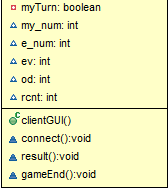 myTurn: boolean
my_num: int
e_num: int
ev: int
od: int
rcnt: int
clientGUI()
connect():void
result():void
gameEnd():void